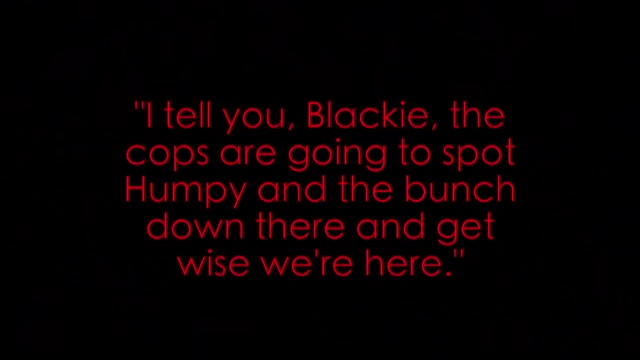 "I tell you, Blackie, the
cops are going to spot
Humpy and the bunch
down there and get
wise we're here."